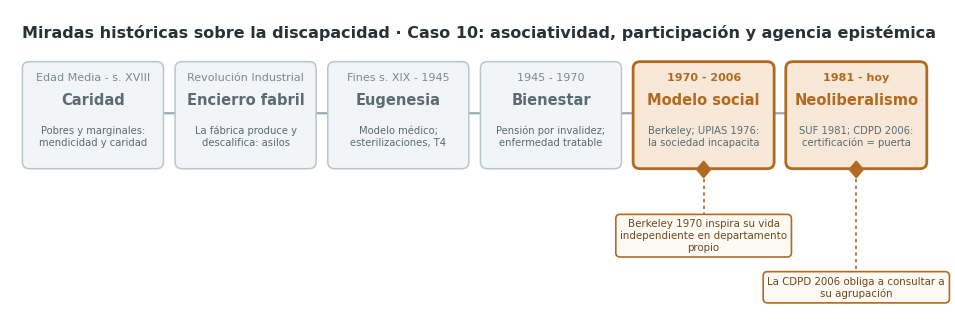 Miradas históricas sobre la discapacidad · Caso 10: asociatividad, participación y agencia epistémica
Edad Media - s. XVIII
Caridad
Pobres y marginales:
mendicidad y caridad
Revolución Industrial
Encierro fabril
La fábrica produce y
descalifica: asilos
Fines s. XIX - 1945
Eugenesia
Modelo médico;
esterilizaciones, T4
1945 - 1970
Bienestar
Pensión por invalidez;
enfermedad tratable
1970 - 2006
Modelo social
Berkeley; UPIAS 1976:
la sociedad incapacita
1981 - hoy
Neoliberalismo
SUF 1981; CDPD 2006:
certificación = puerta
Berkeley 1970 inspira su vida
independiente en departamento
propio
La CDPD 2006 obliga a consultar a
su agrupación